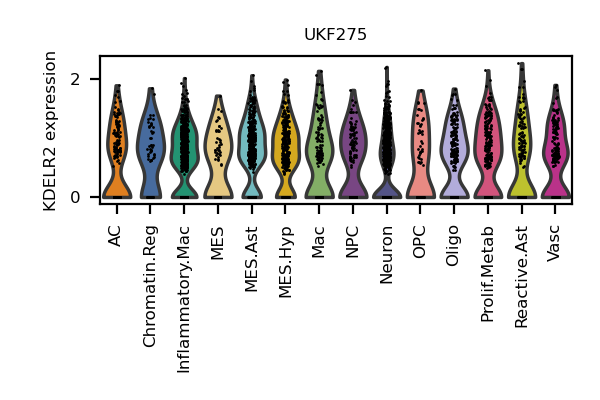 UKF275
KDELR2 expression
2
0
AC
Chromatin.Reg
Inflammatory.Mac
MES
MES.Ast
MES.Hyp
Mac
NPC
Neuron
OPC
Oligo
Prolif.Metab
Reactive.Ast
Vasc